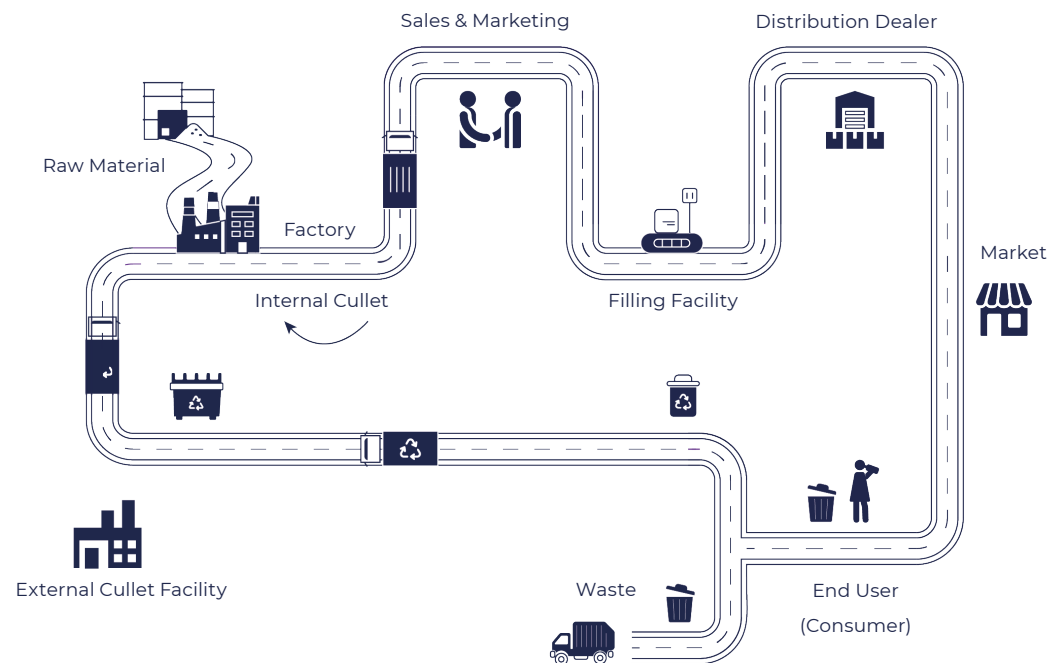 Sales & Marketing
Distribution Dealer
Raw Material
Factory
Market
Internal Cullet
Filling Facility
External Cullet Facility
Waste
End User
(Consumer)